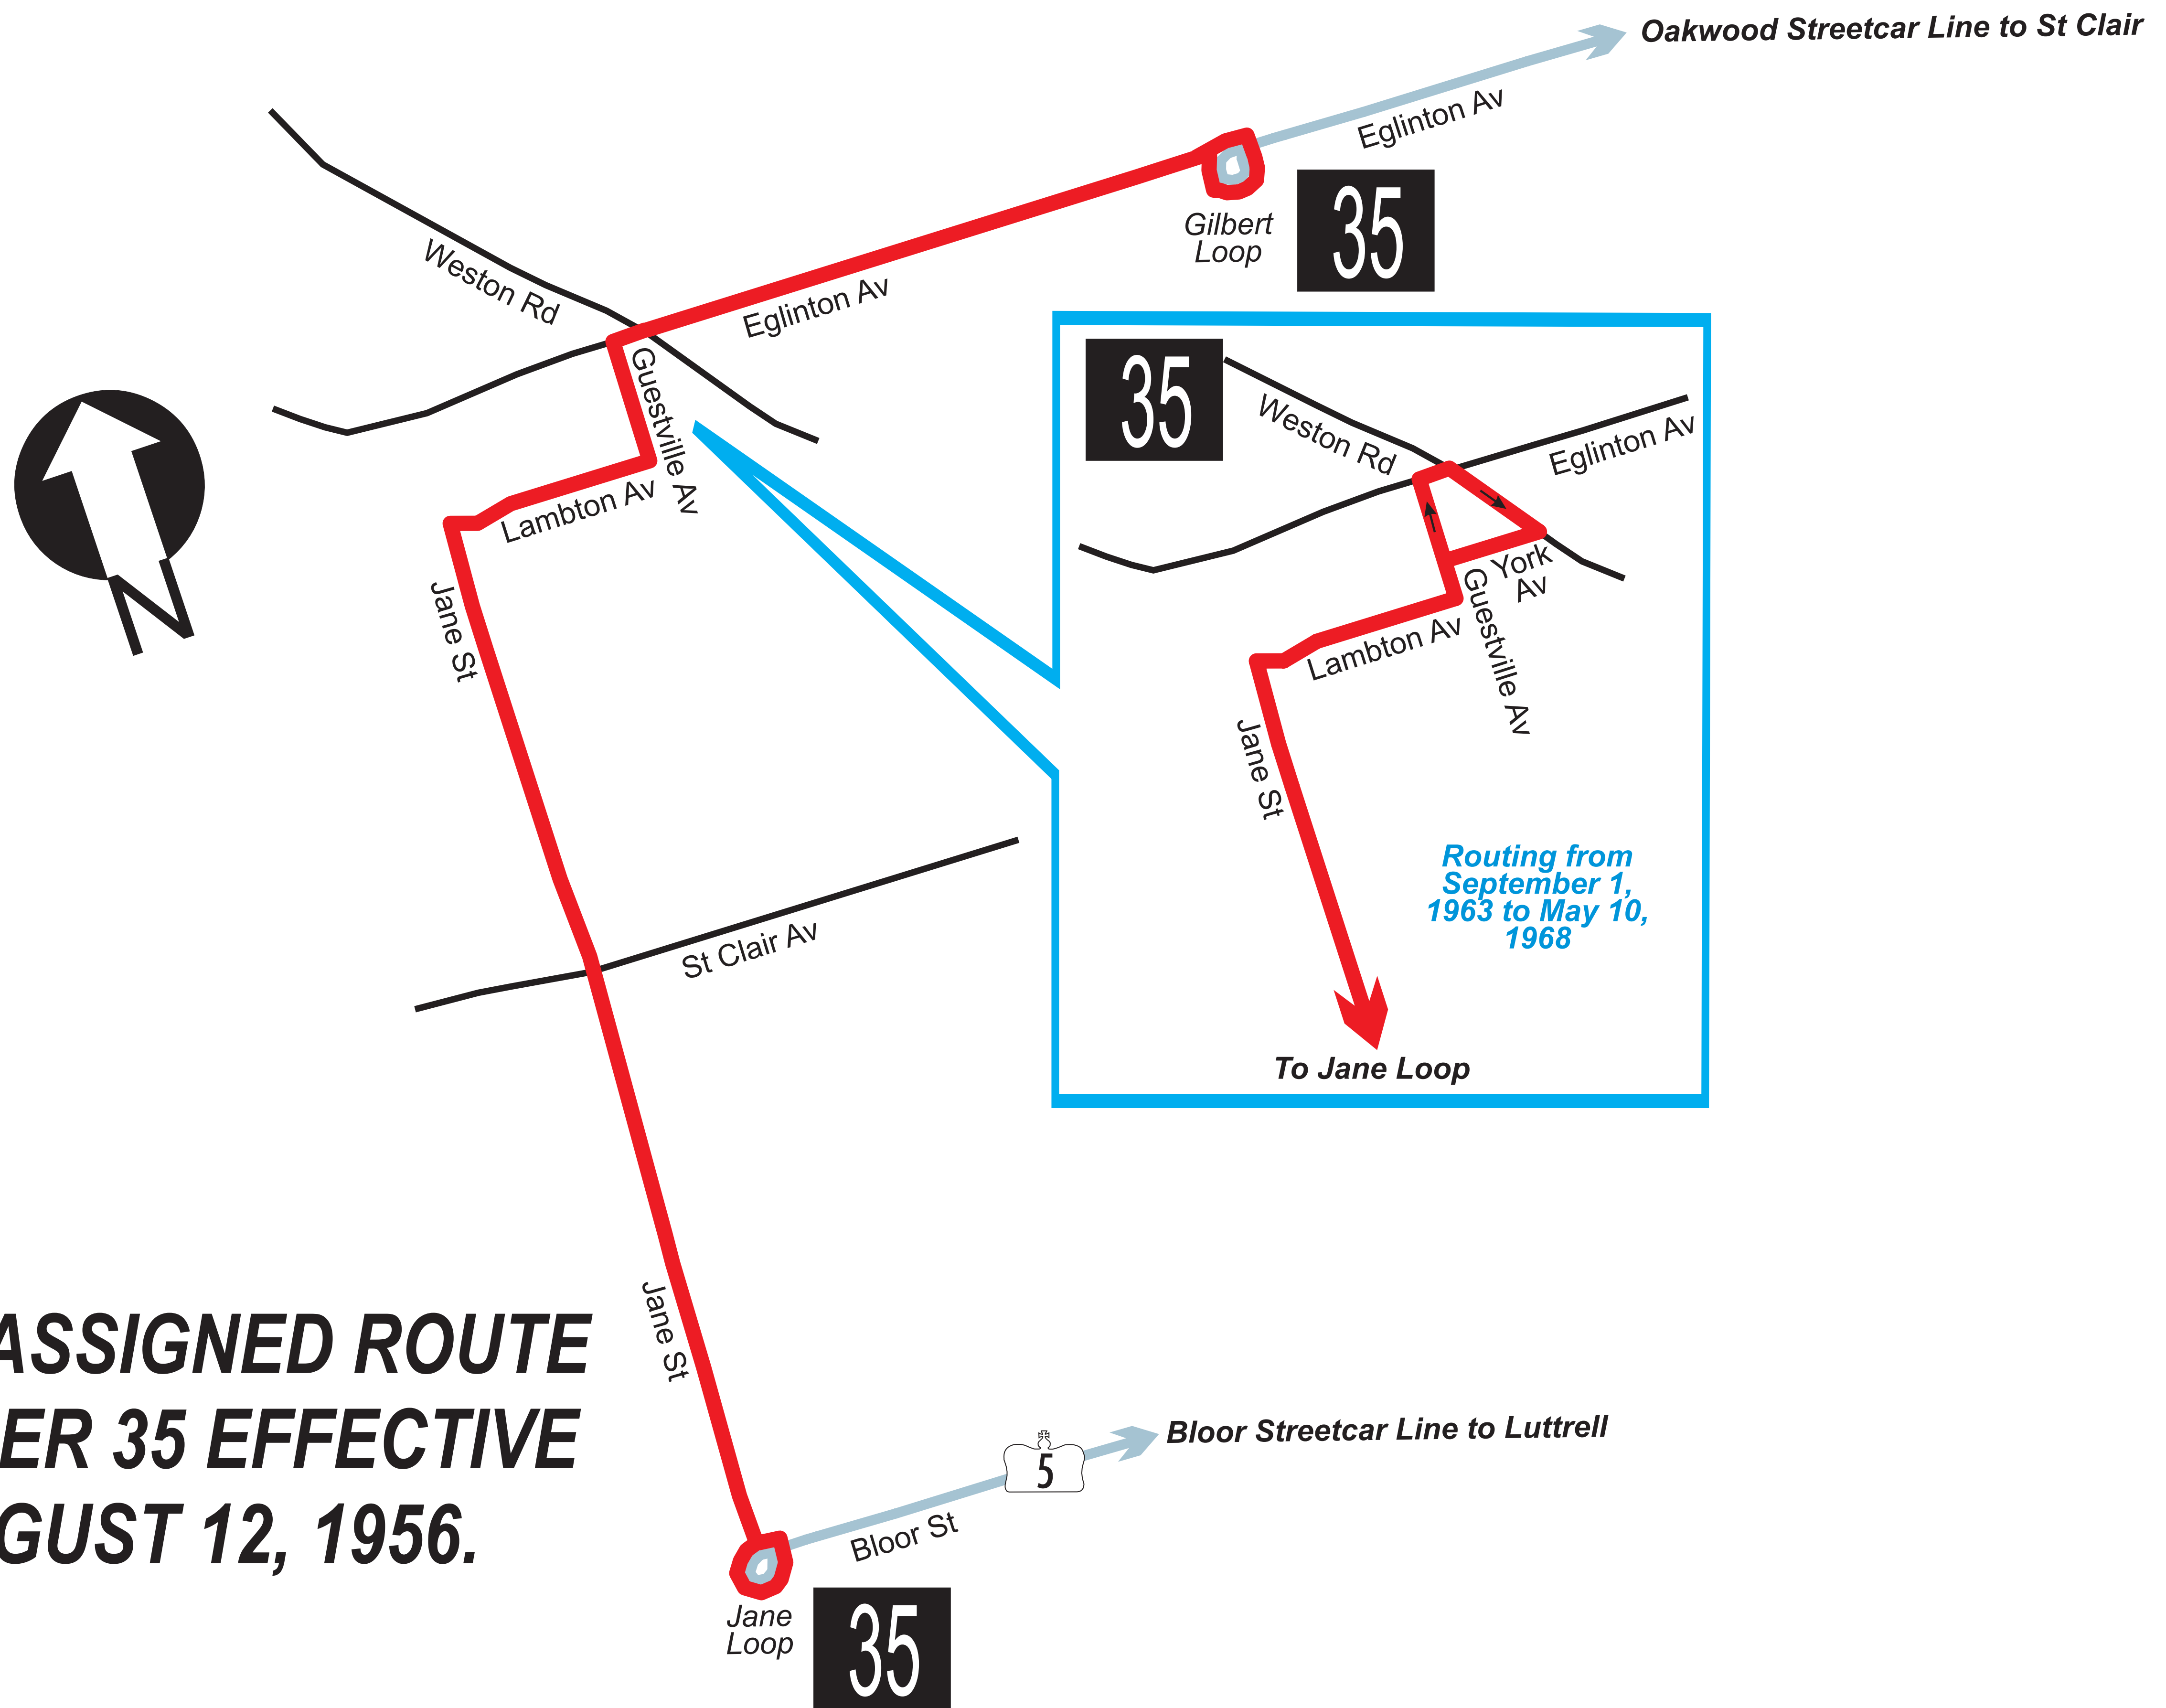 Oakwood Streetcar Line to St Clair
Eglinton Av
Gilbert
Loop
35
Weston Rd
Eglinton Av
Guestville Av
Lambton Av
Jane St
N
35
Weston Rd
Eglinton Av
York
Av
Guestville Av
Lambton Av
Jane St
Routing from
September 1,
1963 to May 10,
1968
To Jane Loop
St Clair Av
Jane St
ASSIGNED ROUTE
ER 35 EFFECTIVE
GUST 12, 1956.
Bloor Streetcar Line to Luttrell
5
Bloor St
Jane
Loop
35